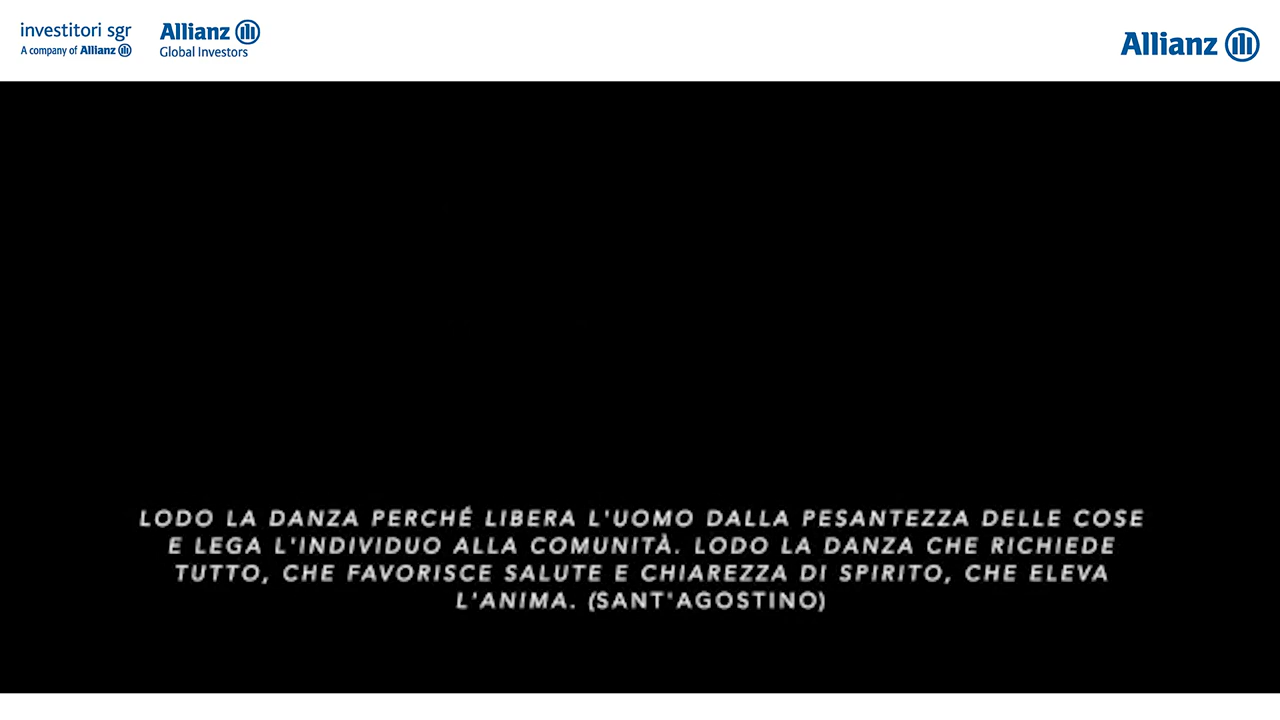 investitori sgr
A company of Allianz
Allianz
Global Investors
Allianz
LODO LA DANZA PERCHÉ LIBERA L'UOMO DALLA PESANTEZZA DELLE COSE
E LEGA L'INDIVIDUO ALLA COMUNITÀ. LODO LA DANZA CHE RICHIEDE
TUTTO, CHE FAVORISCE SALUTE E CHIAREZZA DI SPIRITO, CHE ELEVA
L'ANIMA. (SANT'AGOSTINO)